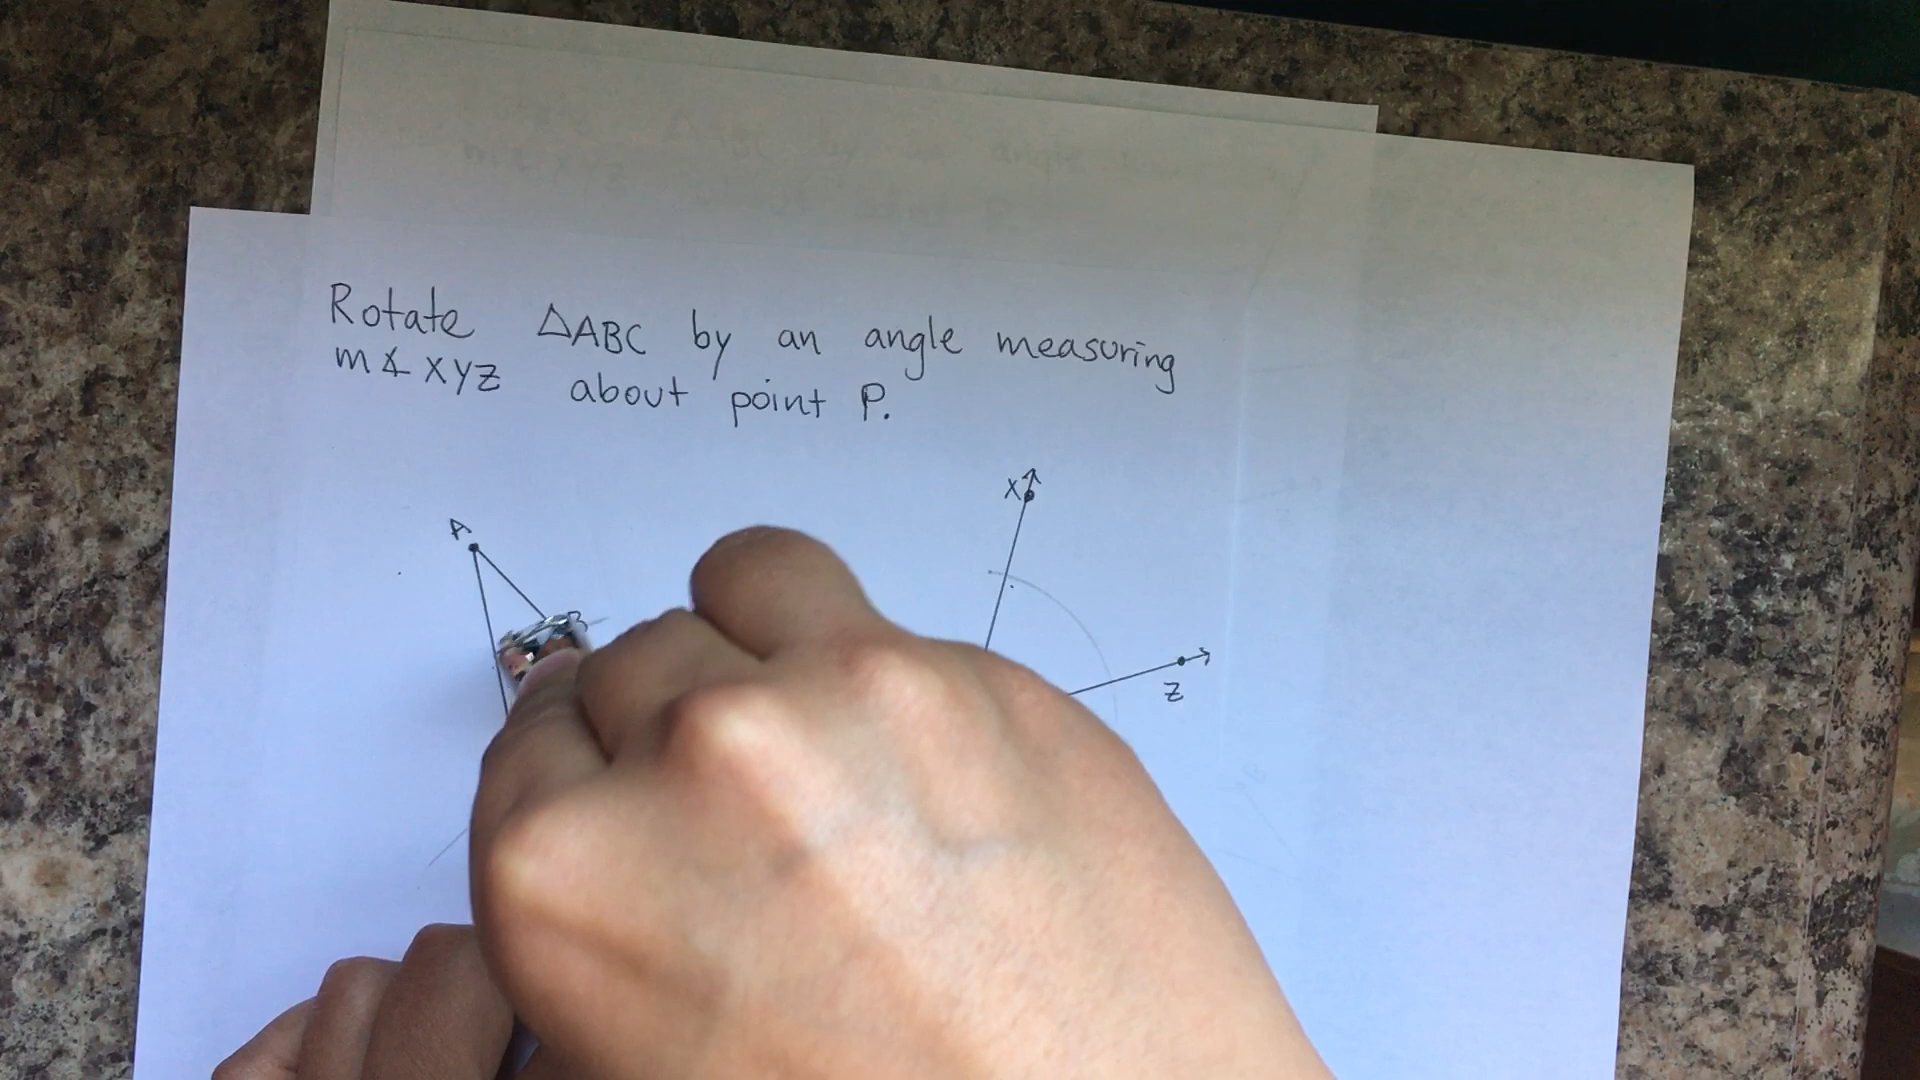 Rotate △ABC by an angle measuring
m∡XYZ about point P.
X
A
B
Z